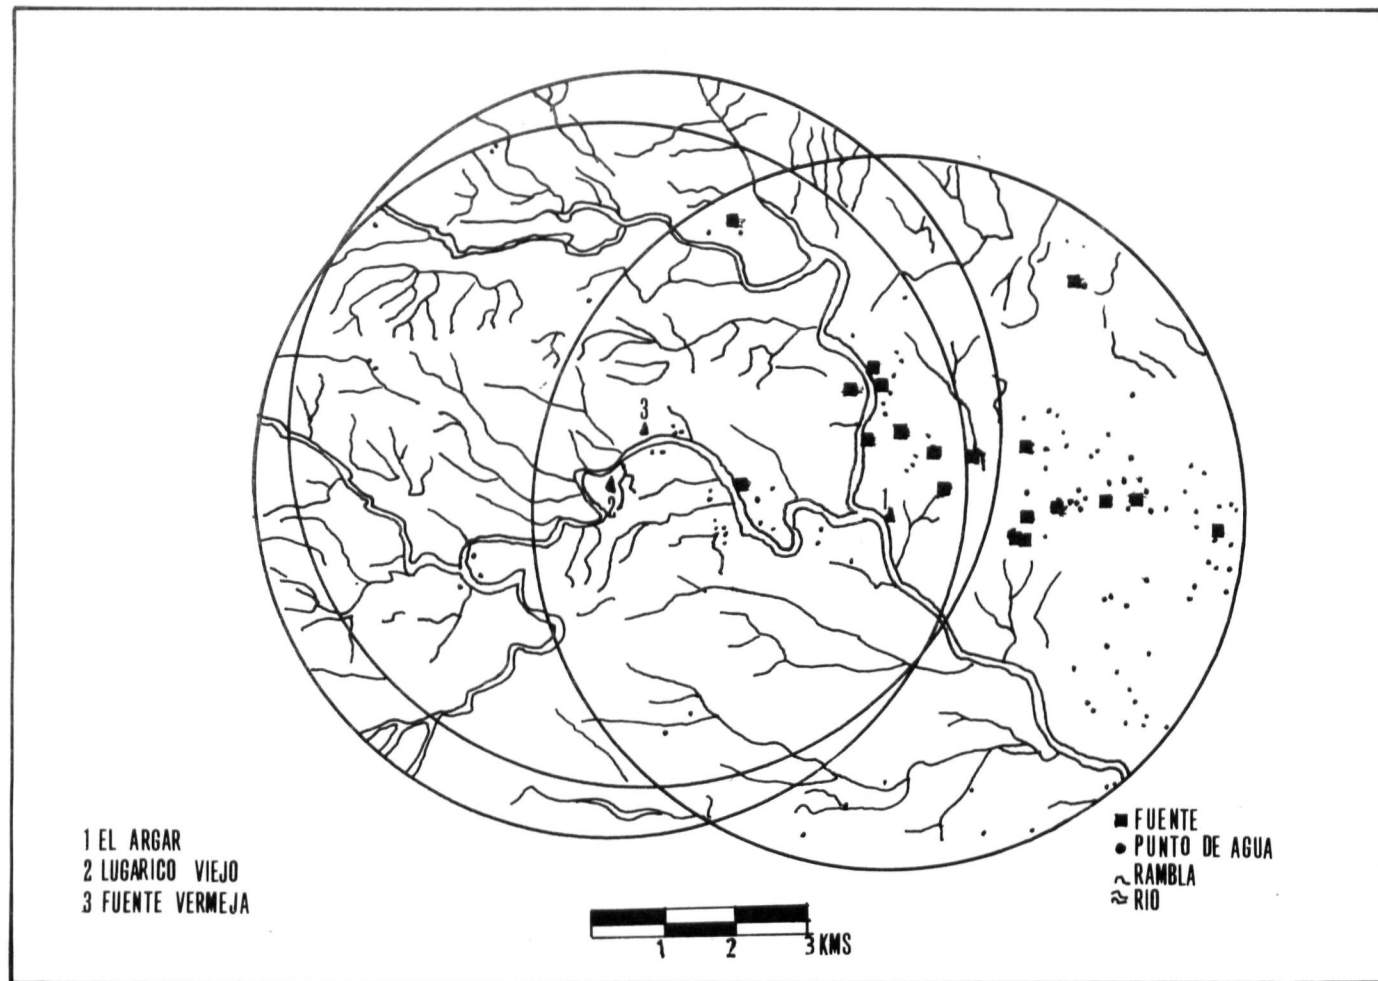 3
2
1
1 EL ARGAR
2 LUGARICO VIEJO
3 FUENTE VERMEJA
FUENTE
PUNTO DE AGUA
RAMBLA
RIO
1 2 3 KMS